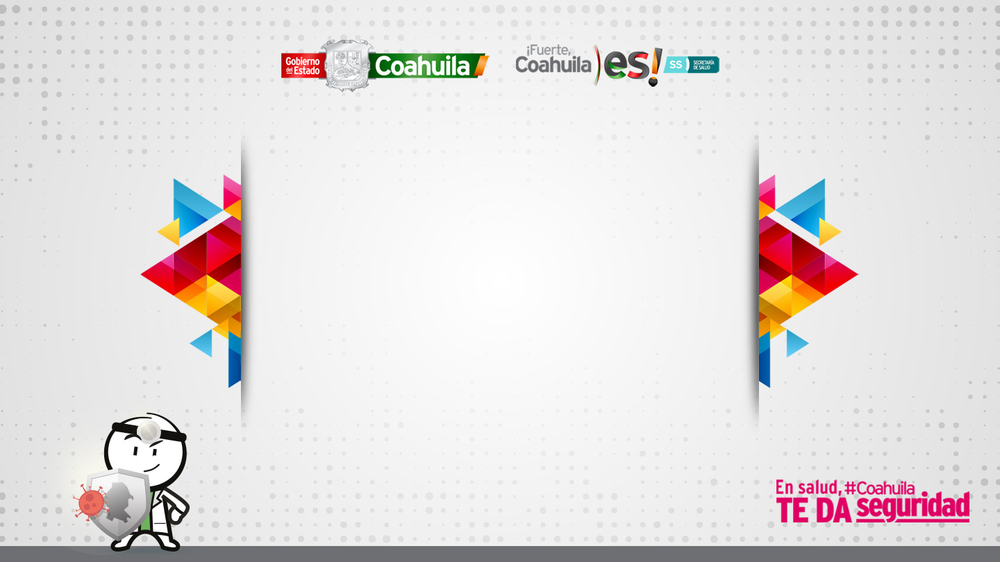 Gobierno
del Estado
Coahuila
¡Fuerte,
Coahuila es!
SS SECRETARÍA
DE SALUD
En salud, #Coahuila
TE DA seguridad